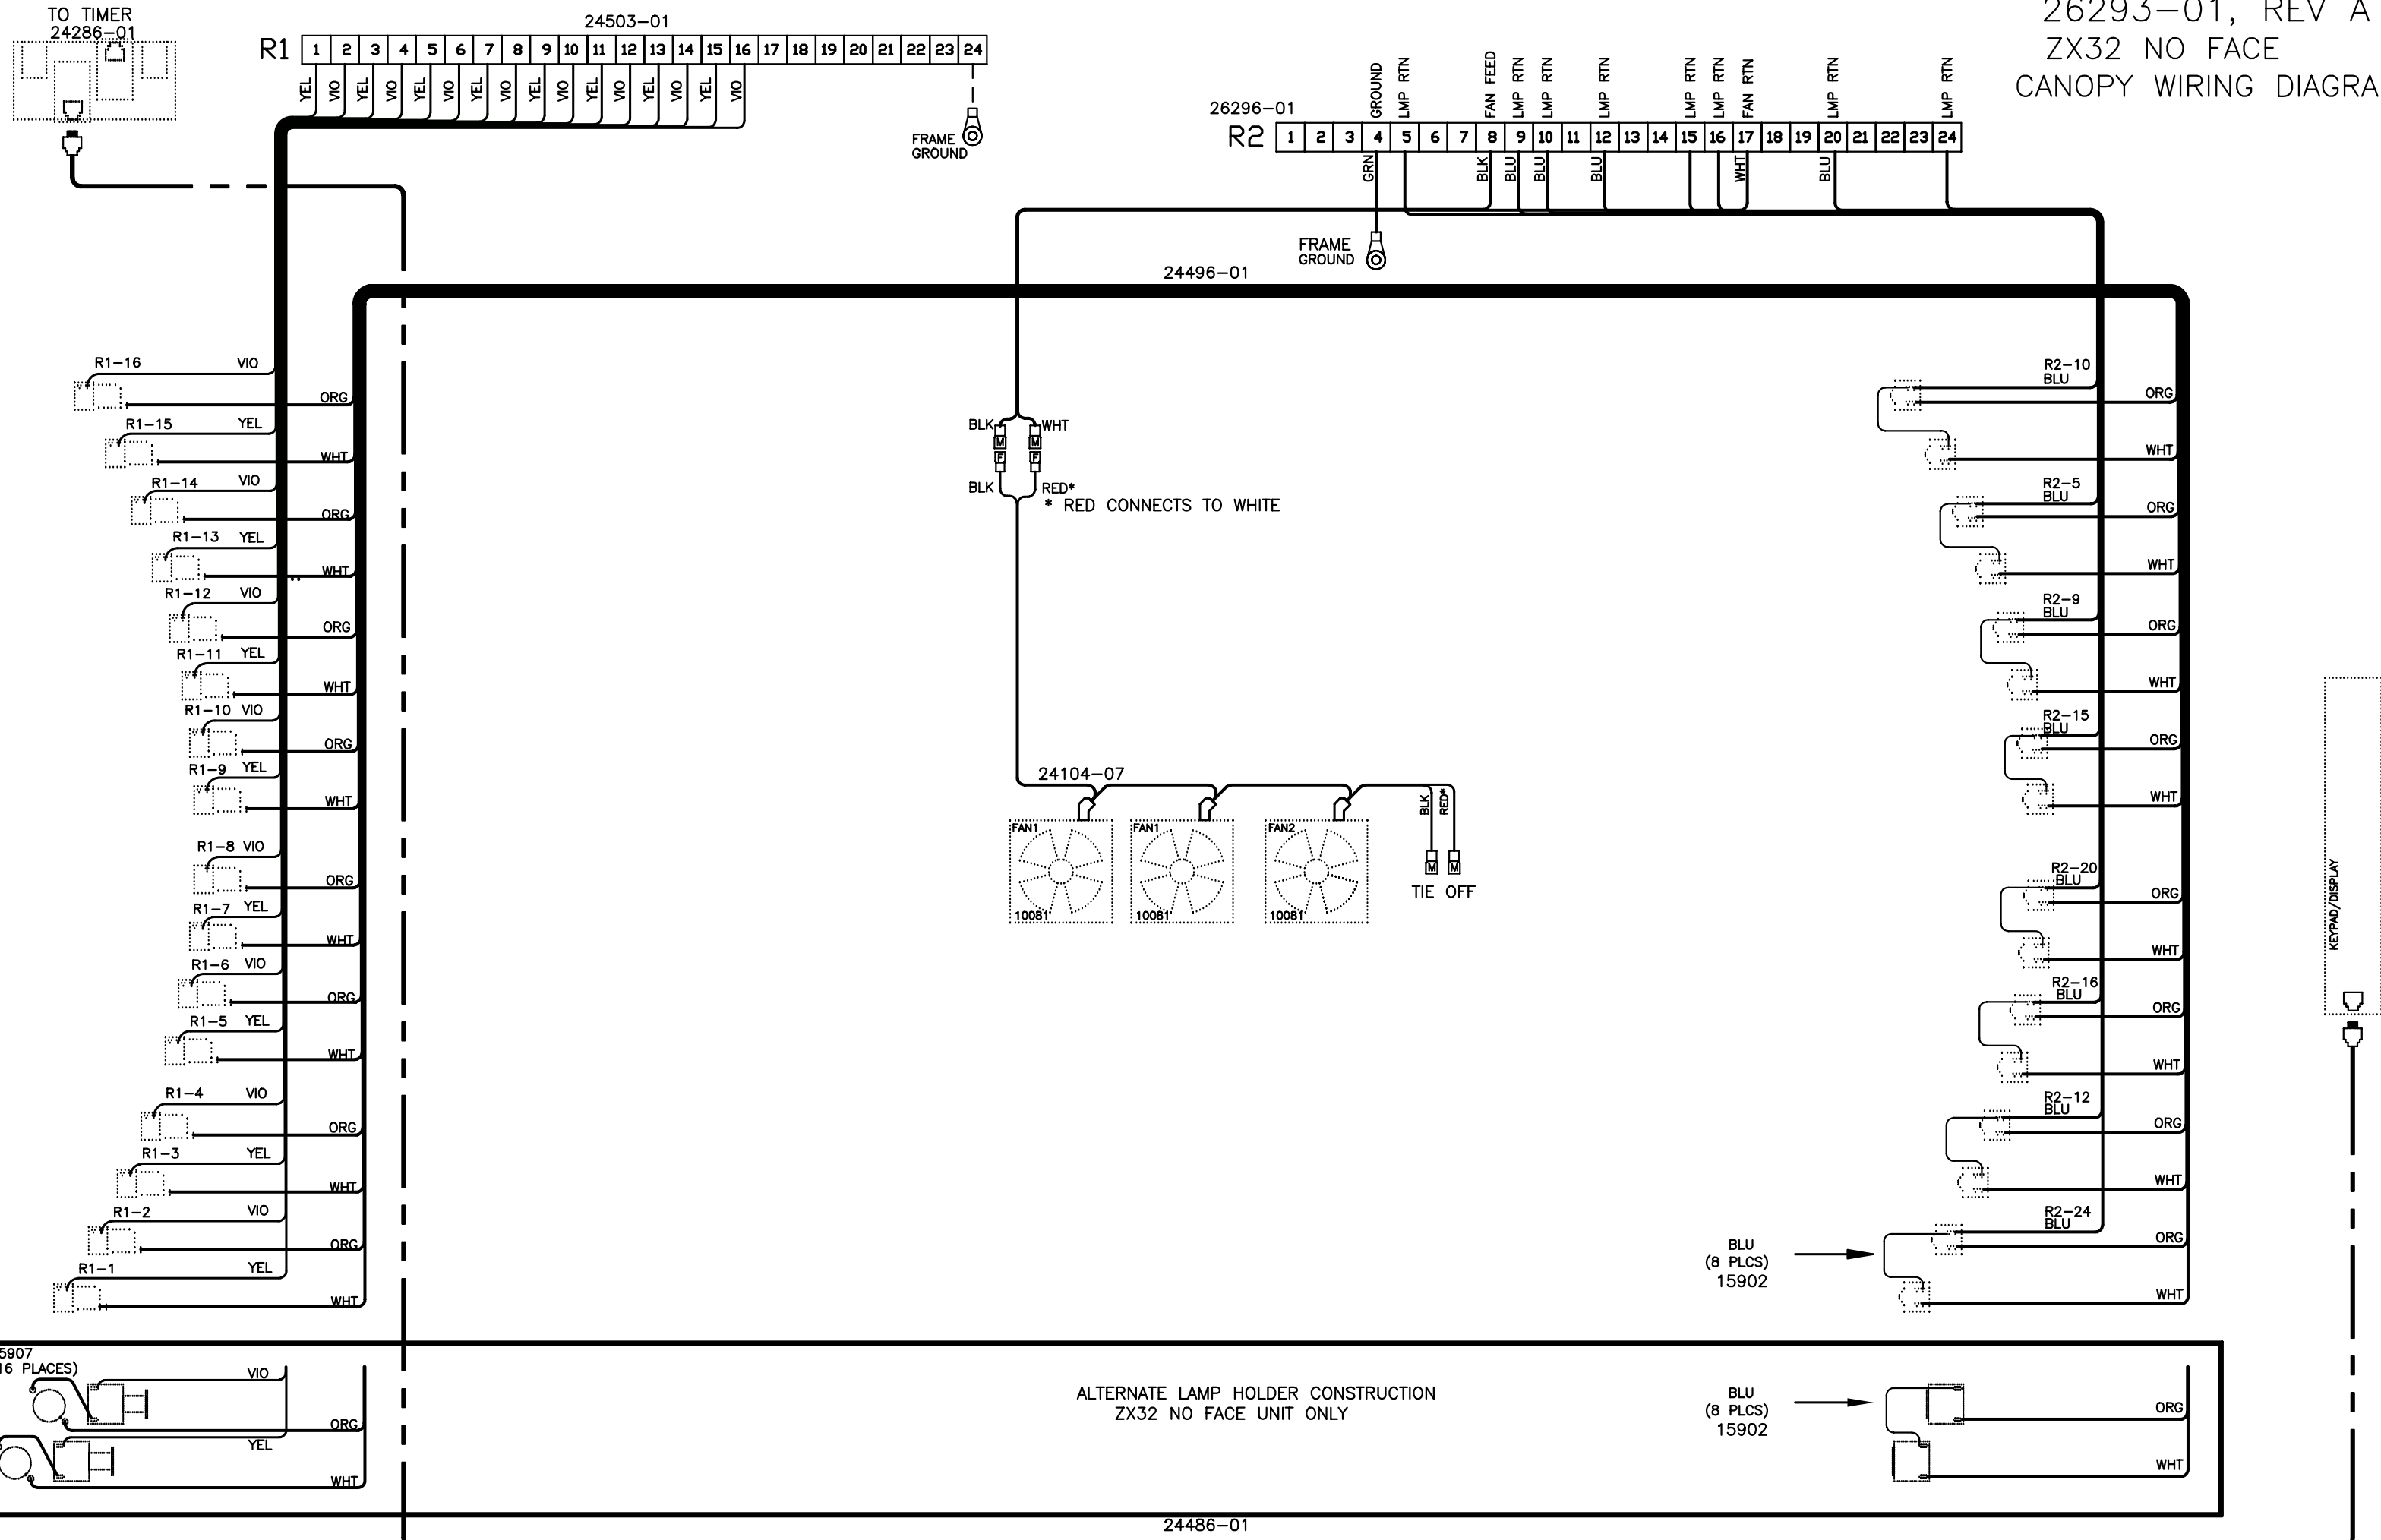 TO TIMER
24286-01
24503-01
R1 1 2 3 4 5 6 7 8 9 10 11 12 13 14 15 16 17 18 19 20 21 22 23 24
YEL VIO YEL VIO YEL VIO YEL VIO YEL VIO YEL VIO YEL VIO YEL VIO
FRAME
GROUND
26293-01, REV A
ZX32 NO FACE
CANOPY WIRING DIAGRA
GROUND LMP RTN FAN FEED LMP RTN LMP RTN LMP RTN LMP RTN LMP RTN FAN RTN LMP RTN LMP RTN
26296-01
R2 1 2 3 4 5 6 7 8 9 10 11 12 13 14 15 16 17 18 19 20 21 22 23 24
GRN BLK BLU BLU BLU WHT BLU
FRAME
GROUND
24496-01
R1-16 VIO
ORG
R1-15 YEL
WHT
R1-14 VIO
ORG
R1-13 YEL
WHT
R1-12 VIO
ORG
R1-11 YEL
WHT
R1-10 VIO
ORG
R1-9 YEL
WHT
R1-8 VIO
ORG
R1-7 YEL
WHT
R1-6 VIO
ORG
R1-5 YEL
WHT
R1-4 VIO
ORG
R1-3 YEL
WHT
R1-2 VIO
ORG
R1-1 YEL
WHT
BLK WHT
M M
F F
BLK RED*
* RED CONNECTS TO WHITE
24104-07
FAN1 FAN1 FAN2
10081 10081 10081
BLK RED*
M M
TIE OFF
R2-10
BLU
ORG
WHT
R2-5
BLU
ORG
WHT
R2-9
BLU
ORG
WHT
R2-15
BLU
ORG
WHT
R2-20
BLU
ORG
WHT
R2-16
BLU
ORG
WHT
R2-12
BLU
ORG
WHT
R2-24
BLU
ORG
WHT
BLU
(8 PLCS)
15902
KEYPAD/DISPLAY
5907
16 PLACES)
VIO
ORG
YEL
WHT
ALTERNATE LAMP HOLDER CONSTRUCTION
ZX32 NO FACE UNIT ONLY
BLU
(8 PLCS)
15902
ORG
WHT
24486-01